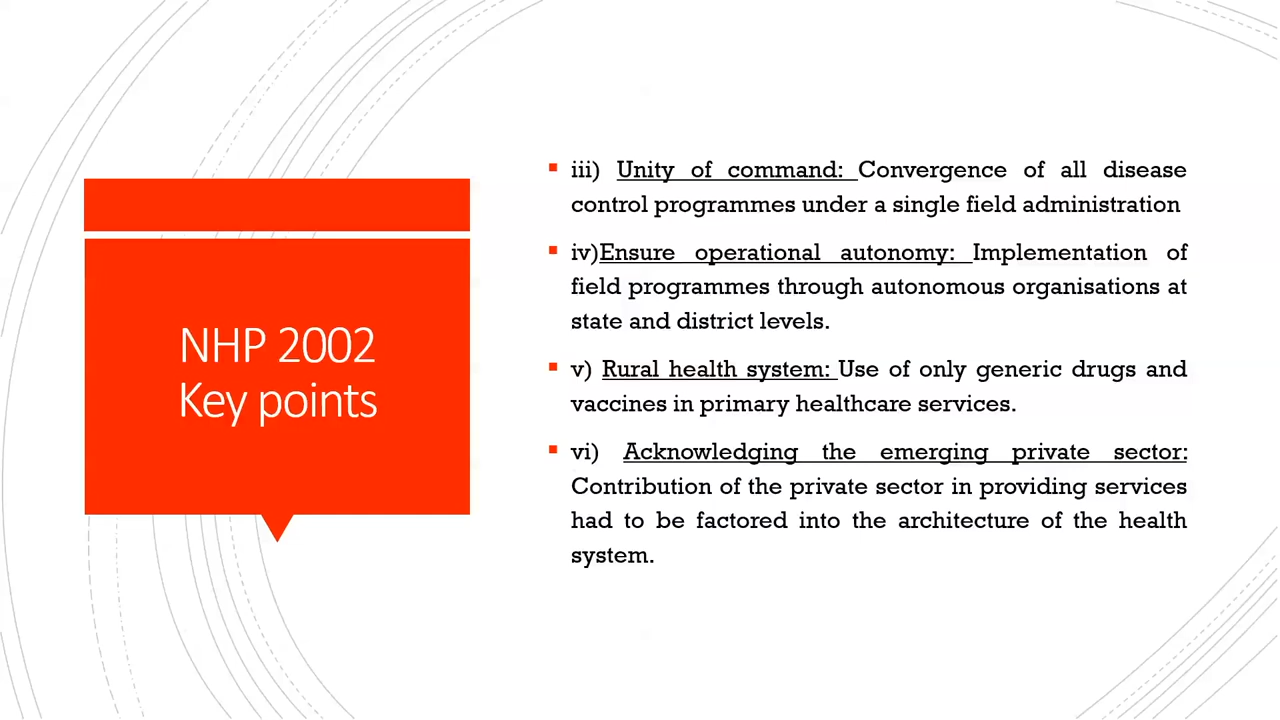 NHP 2002
Key points
iii) Unity of command: Convergence of all disease
control programmes under a single field administration
iv)Ensure operational autonomy: Implementation of
field programmes through autonomous organisations at
state and district levels.
v) Rural health system: Use of only generic drugs and
vaccines in primary healthcare services.
vi) Acknowledging the emerging private sector:
Contribution of the private sector in providing services
had to be factored into the architecture of the health
system.